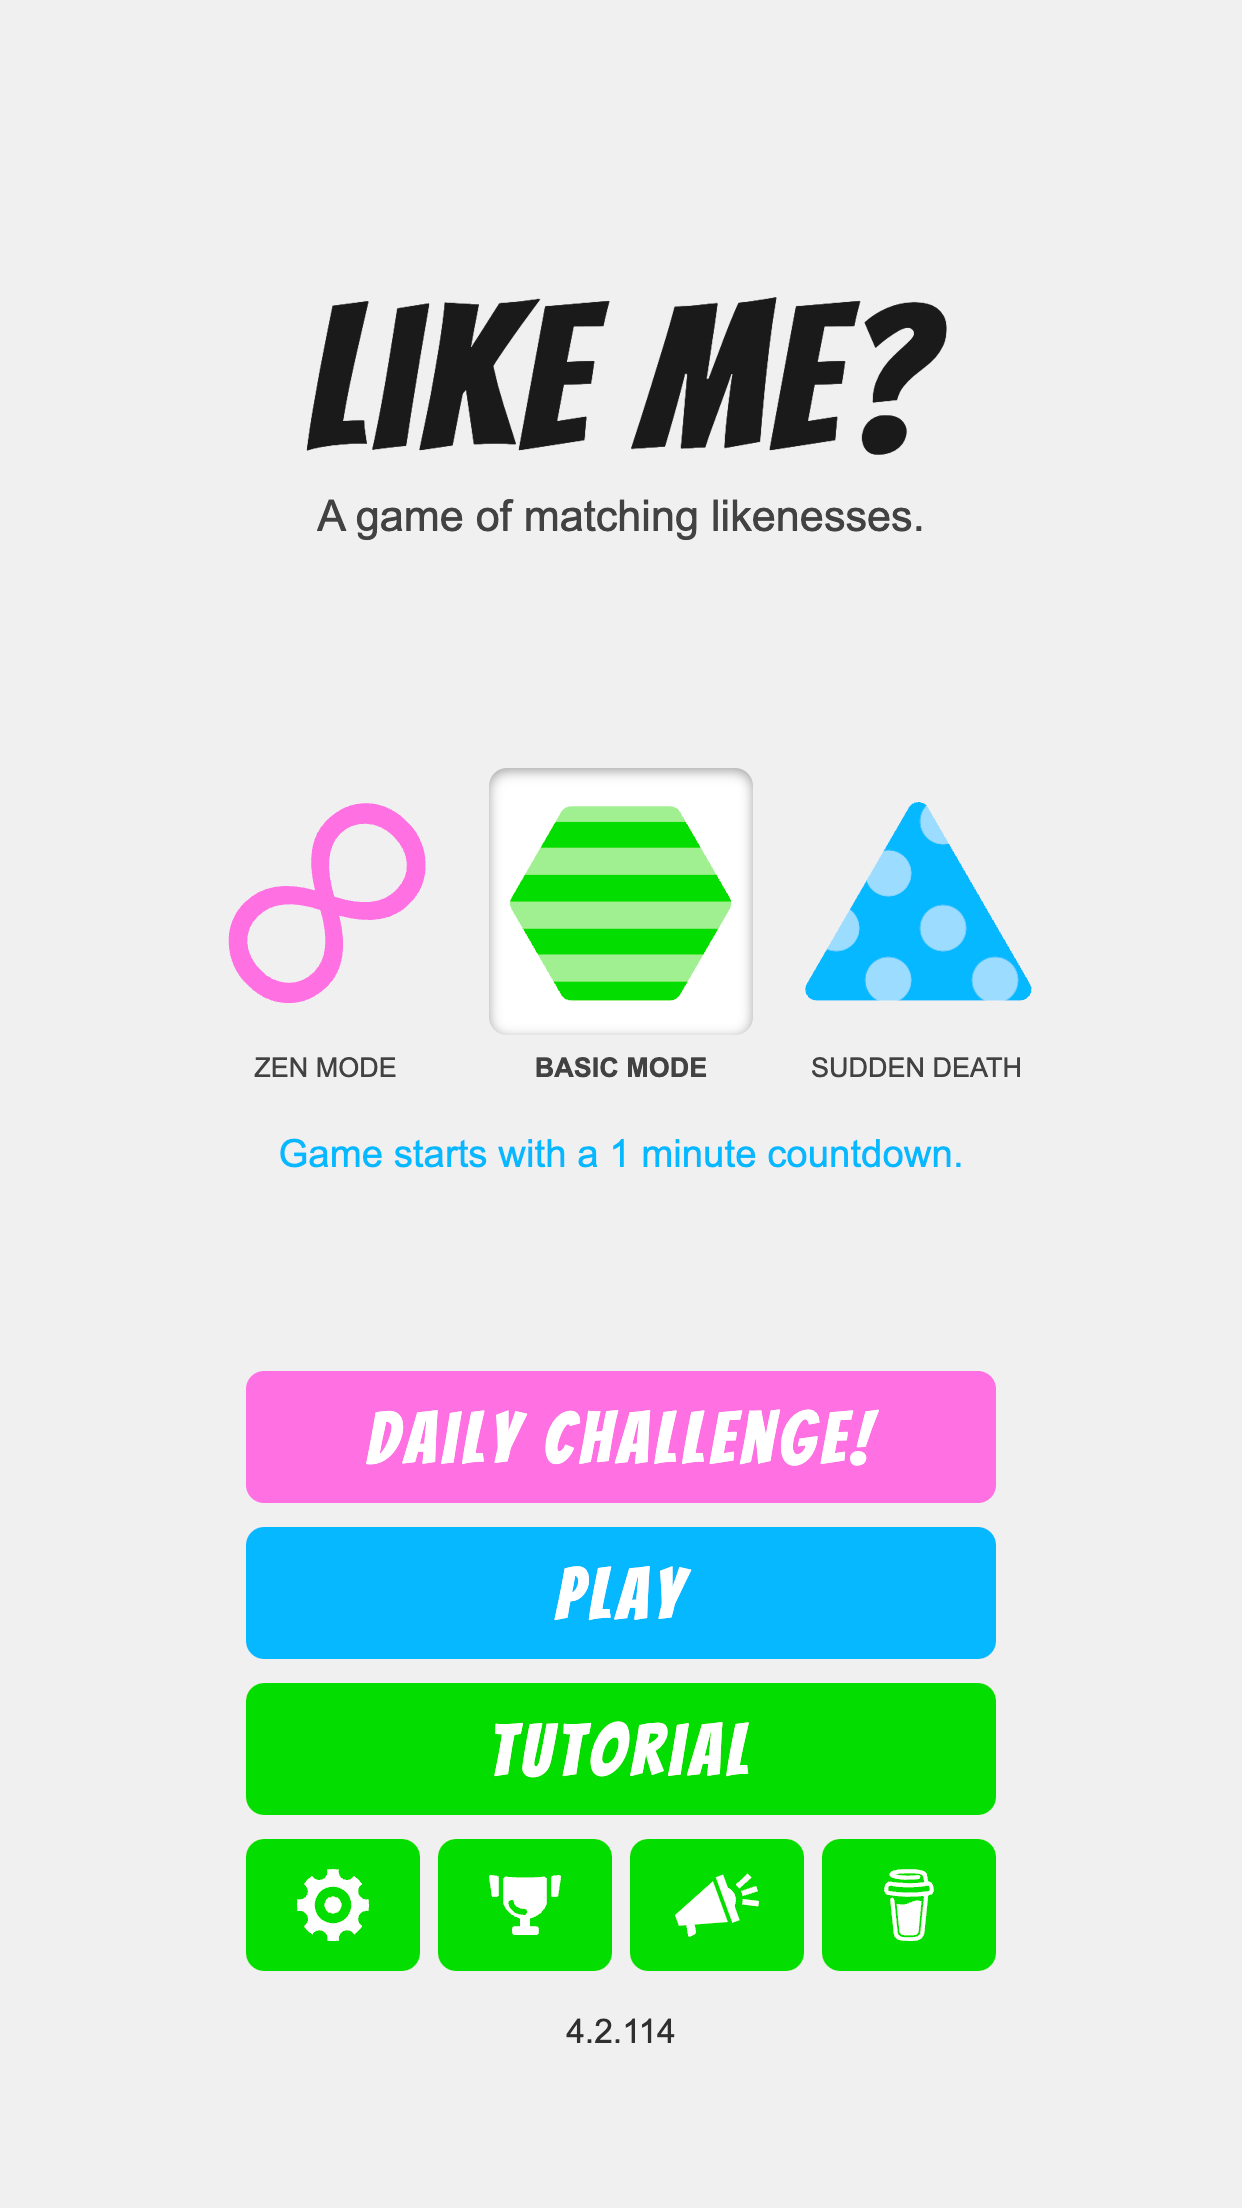 LIKE ME?
A game of matching likenesses.
ZEN MODE
BASIC MODE
SUDDEN DEATH
Game starts with a 1 minute countdown.
DAILY CHALLENGE!
PLAY
TUTORIAL
4.2.114